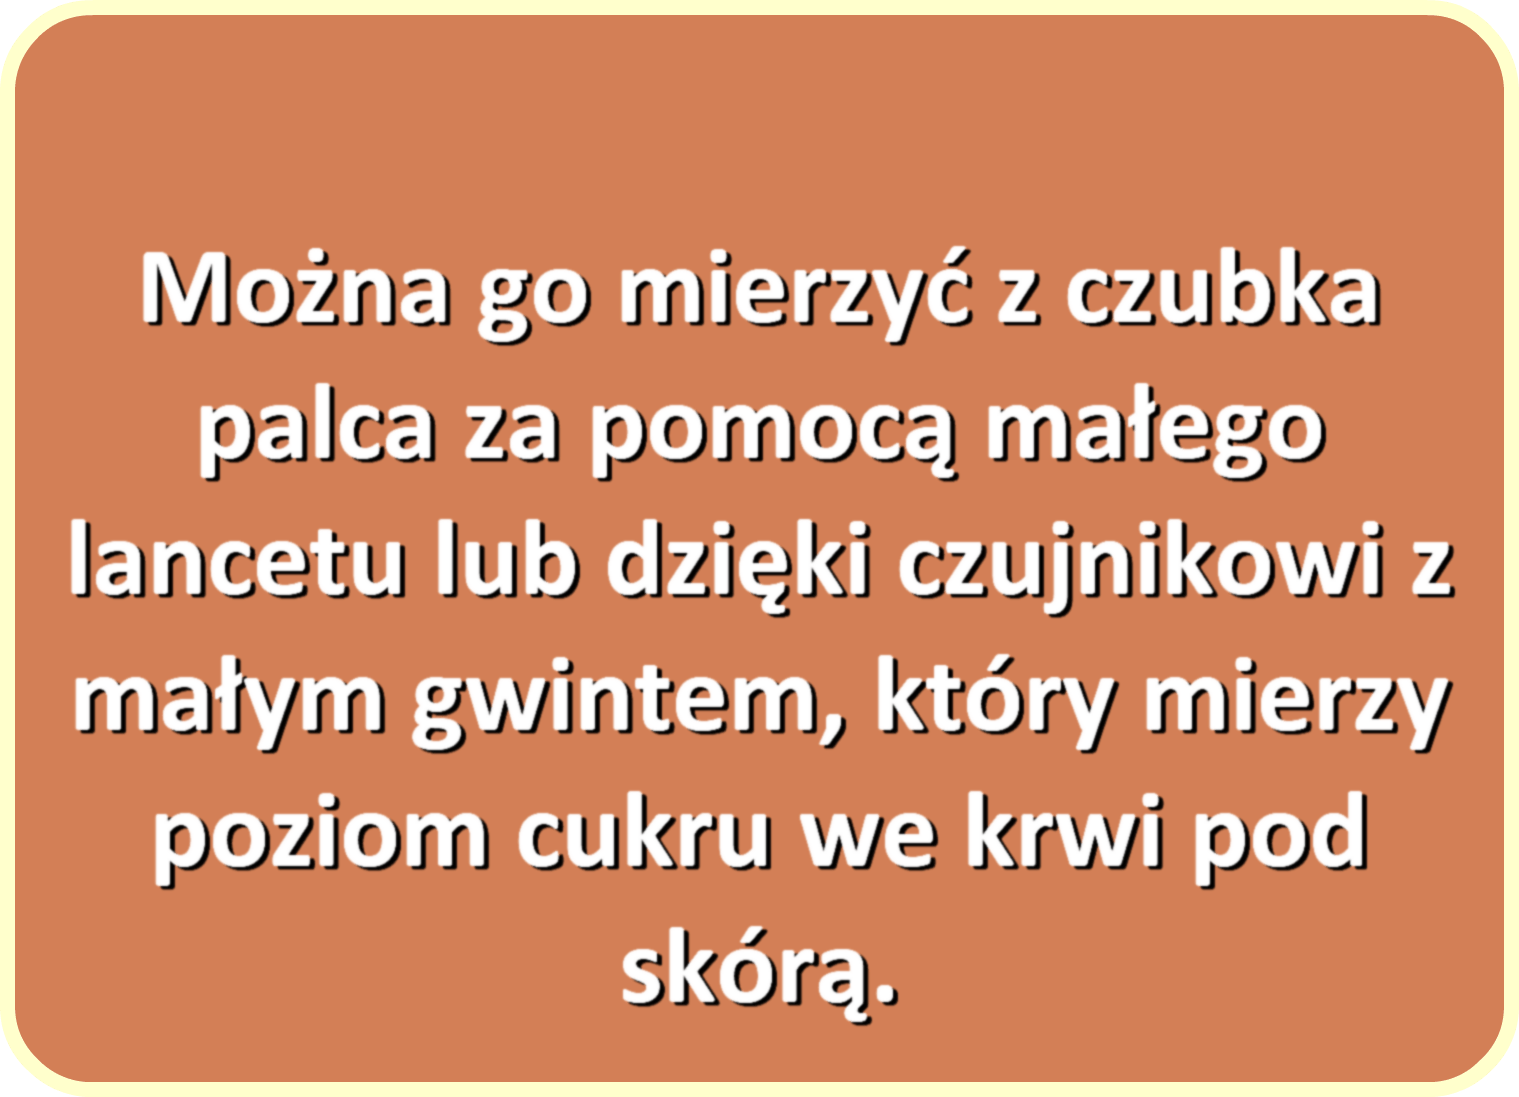 Można go mierzyć z czubka
palca za pomocą małego
lancetu lub dzięki czujnikowi z
małym gwintem, który mierzy
poziom cukru we krwi pod
skórą.